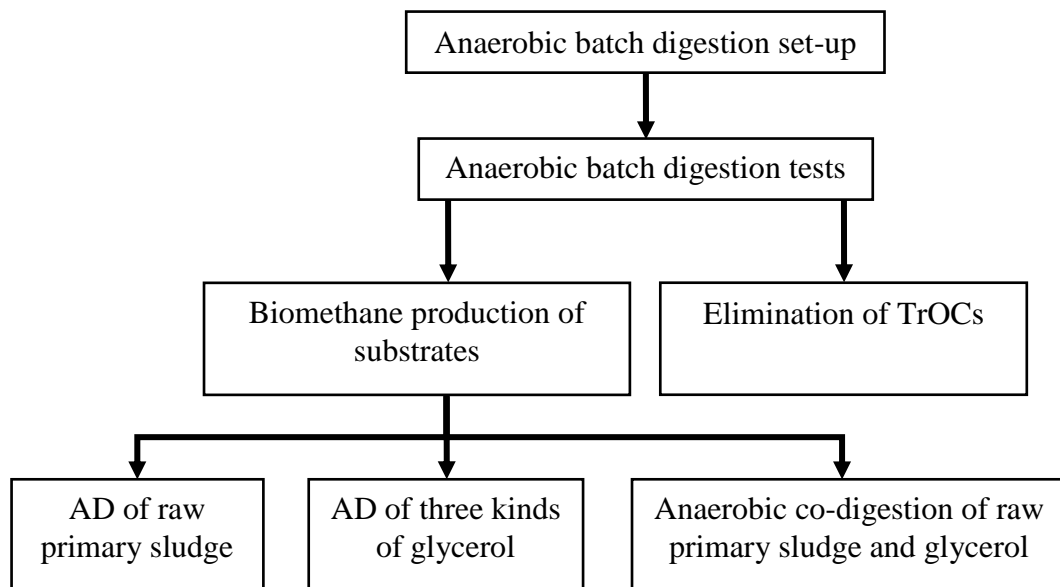 Anaerobic batch digestion set-up
Anaerobic batch digestion tests
Biomethane production of
substrates
Elimination of TrOCs
AD of raw
primary sludge
AD of three kinds
of glycerol
Anaerobic co-digestion of raw
primary sludge and glycerol